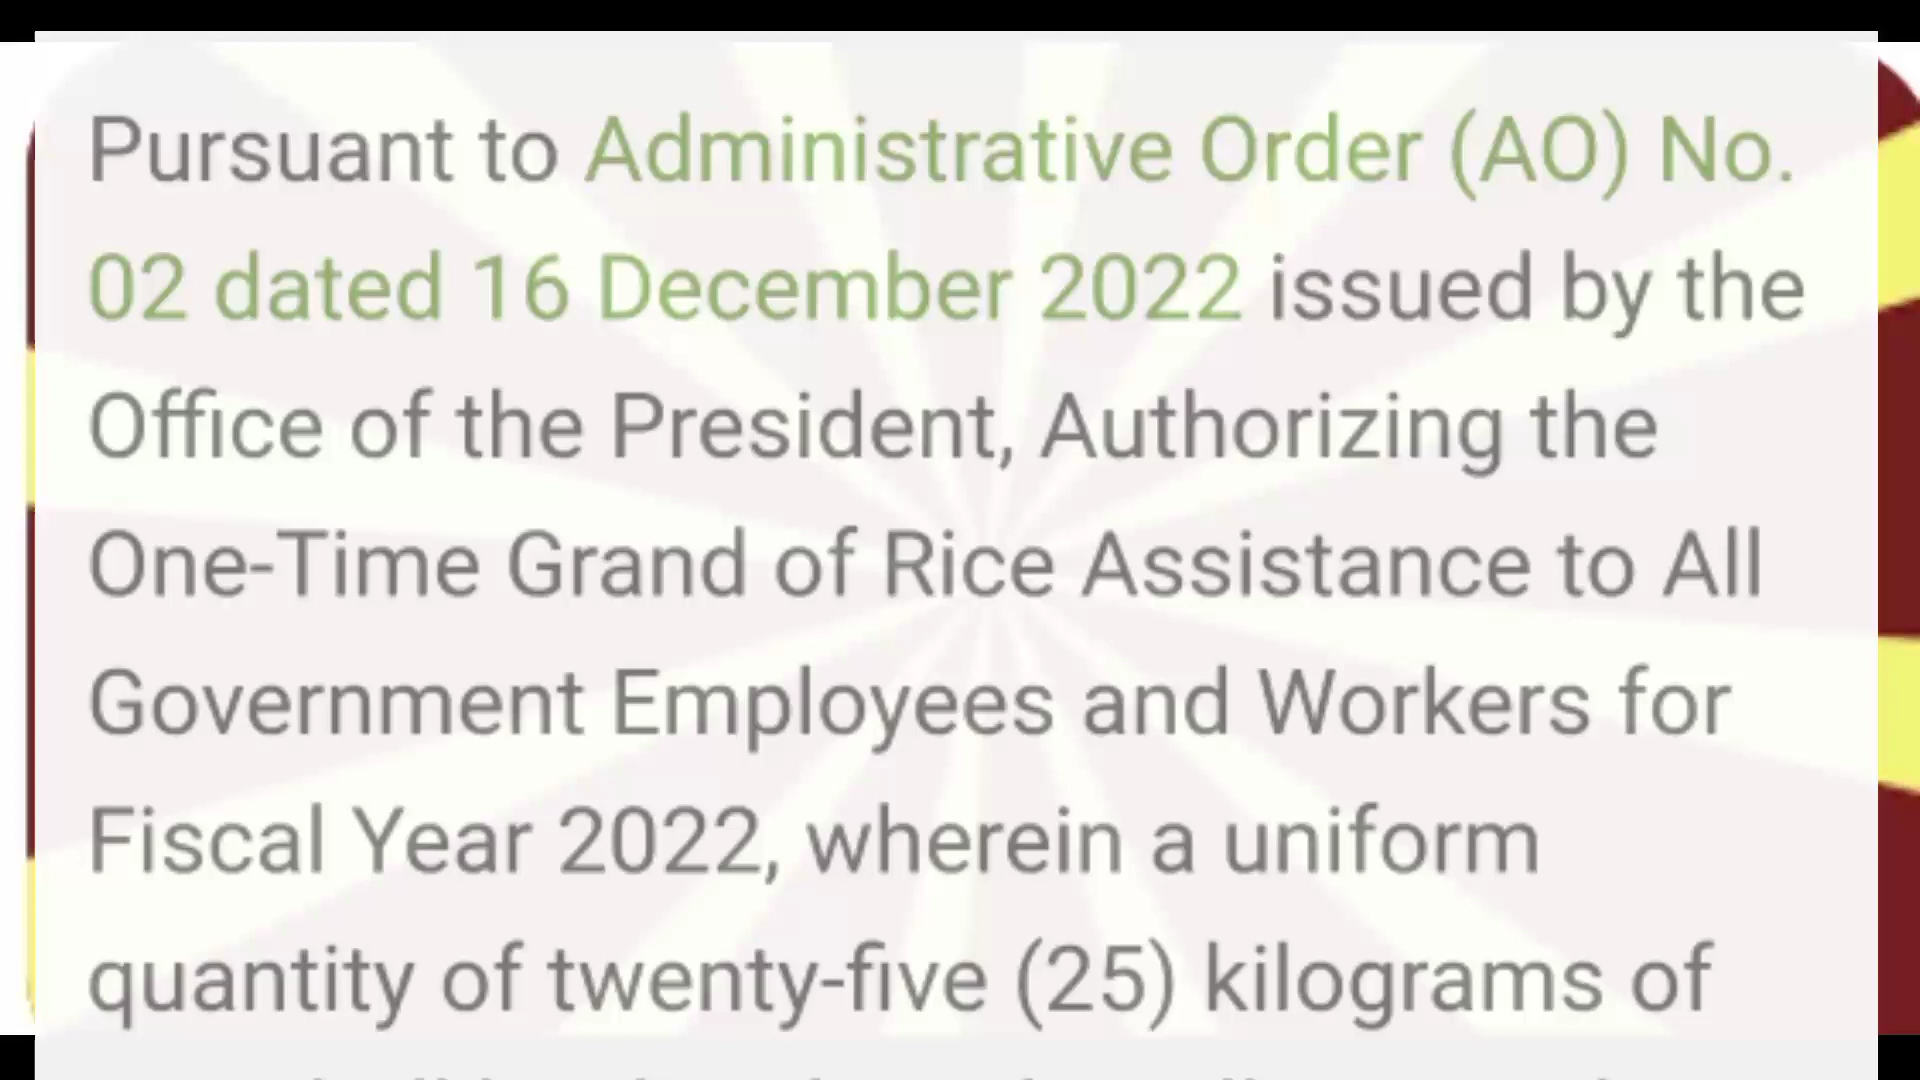 Pursuant to Administrative Order (AO) No.
02 dated 16 December 2022 issued by the
Office of the President, Authorizing the
One-Time Grand of Rice Assistance to All
Government Employees and Workers for
Fiscal Year 2022, wherein a uniform
quantity of twenty-five (25) kilograms of